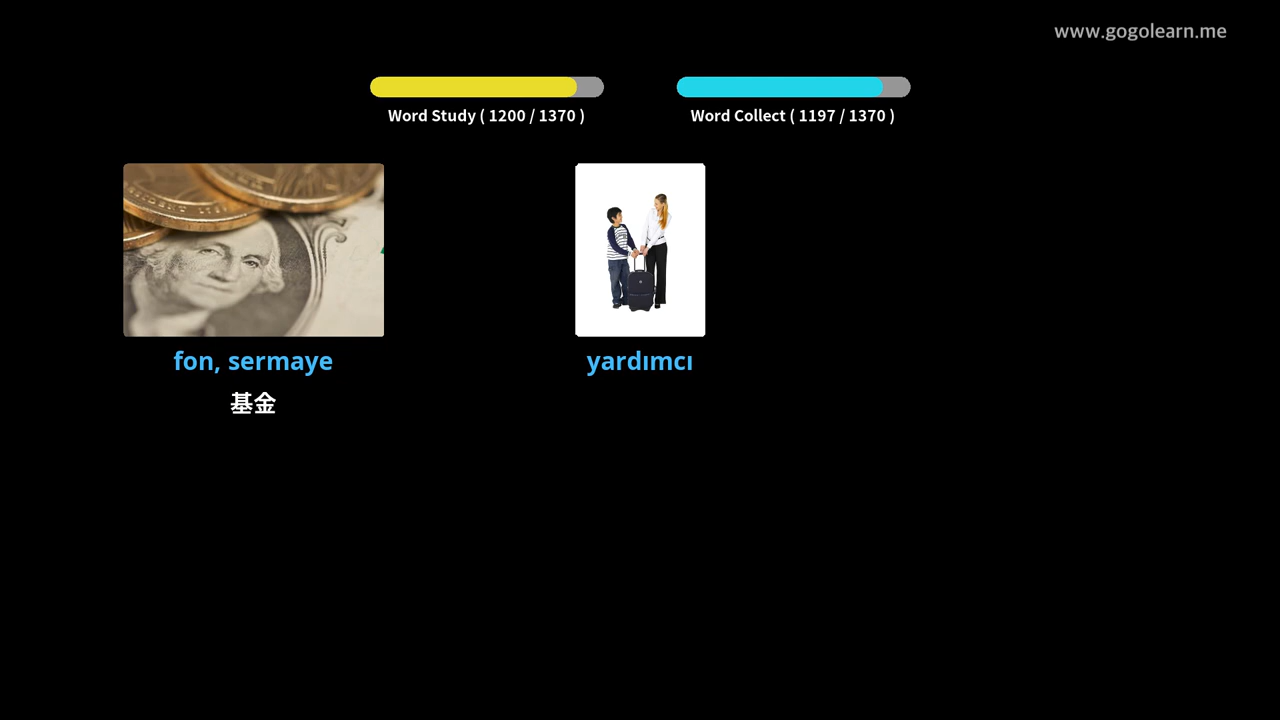 www.gogolearn.me
Word Study ( 1200 / 1370 )
Word Collect ( 1197 / 1370 )
fon, sermaye
基金
yardımcı